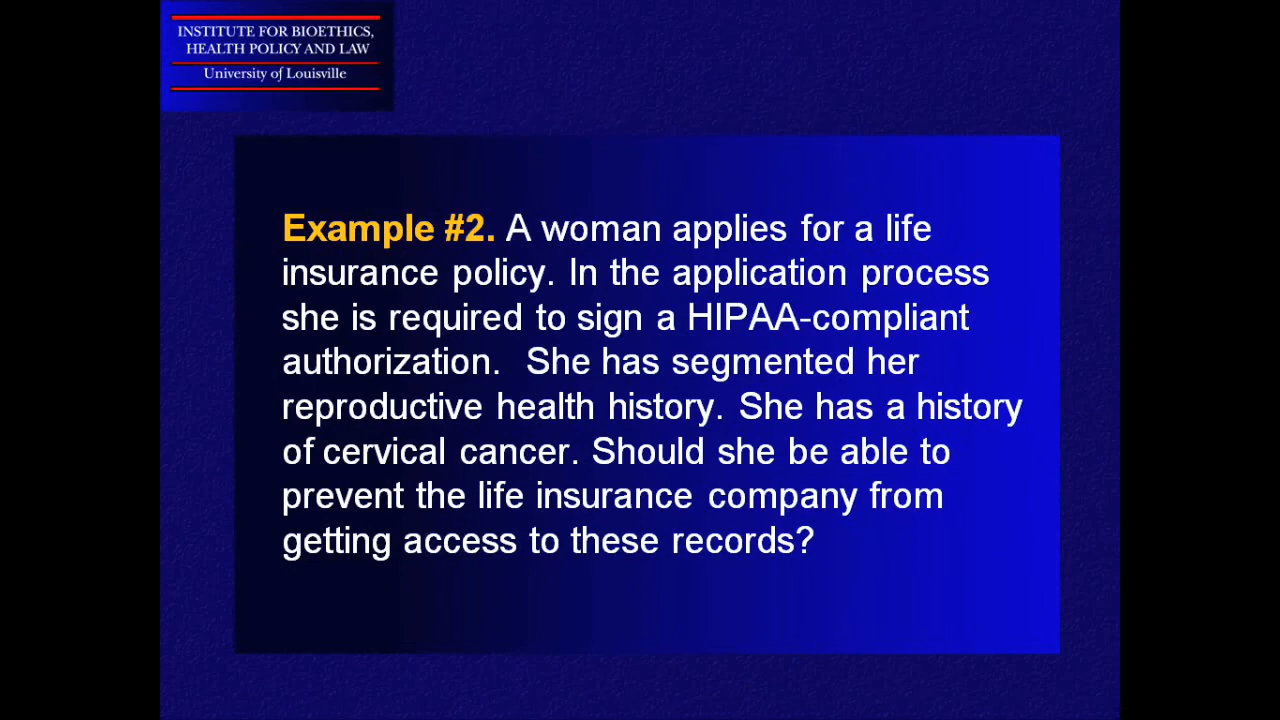 INSTITUTE FOR BIOETHICS,
HEALTH POLICY AND LAW
University of Louisville
Example #2. A woman applies for a life
insurance policy. In the application process
she is required to sign a HIPAA-compliant
authorization.  She has segmented her
reproductive health history. She has a history
of cervical cancer. Should she be able to
prevent the life insurance company from
getting access to these records?